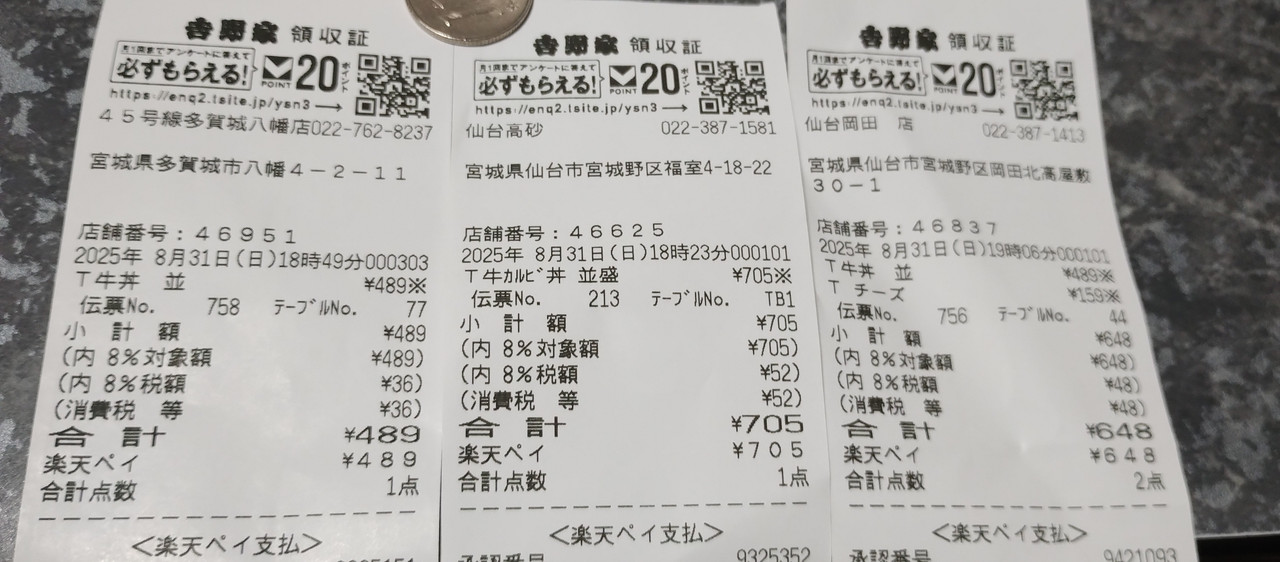 吉野家 領収証
月1回までアンケートに答えて
必ずもらえる! POINT 20 ポイント
https://enq2.tsite.jp/ysn3→
45号線多賀城八幡店022-762-8237
宮城県多賀城市八幡4-2-11
店舗番号:46951
2025年 8月31日(日)18時49分000303
T牛丼 並 ¥489※
伝票No. 758 テーブルNo. 77
小計額 ¥489
(内 8%対象額 ¥489)
(内 8%税額 ¥36)
(消費税 等 ¥36)
合計 ¥489
楽天ペイ ¥489
合計点数 1点
<楽天ペイ支払>
吉野家 領収証
月1回までアンケートに答えて
必ずもらえる! POINT 20 ポイント
https://enq2.tsite.jp/ysn3→
仙台高砂 022-387-1581
宮城県仙台市宮城野区福室4-18-22
店舗番号:46625
2025年 8月31日(日)18時23分000101
T牛カルビ丼 並盛 ¥705※
伝票No. 213 テーブルNo. TB1
小計額 ¥705
(内 8%対象額 ¥705)
(内 8%税額 ¥52)
(消費税 等 ¥52)
合計 ¥705
楽天ペイ ¥705
合計点数 1点
<楽天ペイ支払>
承認番号 9325352
吉野家 領収証
月1回までアンケートに答えて
必ずもらえる! POINT 20 ポイント
https://enq2.tsite.jp/ysn3→
仙台岡田 店 022-387-1413
宮城県仙台市宮城野区岡田北高屋敷
30-1
店舗番号:46837
2025年 8月31日(日)19時06分000101
T牛丼 並 ¥489※
T チーズ ¥159※
伝票No. 756 テーブルNo. 44
小計額 ¥648
(内 8%対象額 ¥648)
(内 8%税額 ¥48)
(消費税 等 ¥48)
合計 ¥648
楽天ペイ ¥648
合計点数 2点
<楽天ペイ支払>
承認番号 9421093